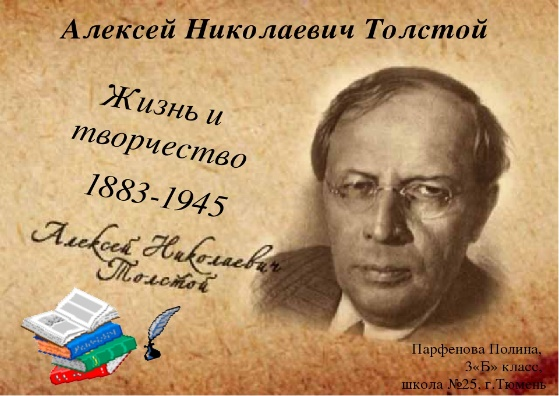 Алексей Николаевич Толстой
Жизнь и
творчество
1883-1945
Алексей Николаевич
Толстой
Парфенова Полина,
3«Б» класс,
школа №25, г.Тюмень